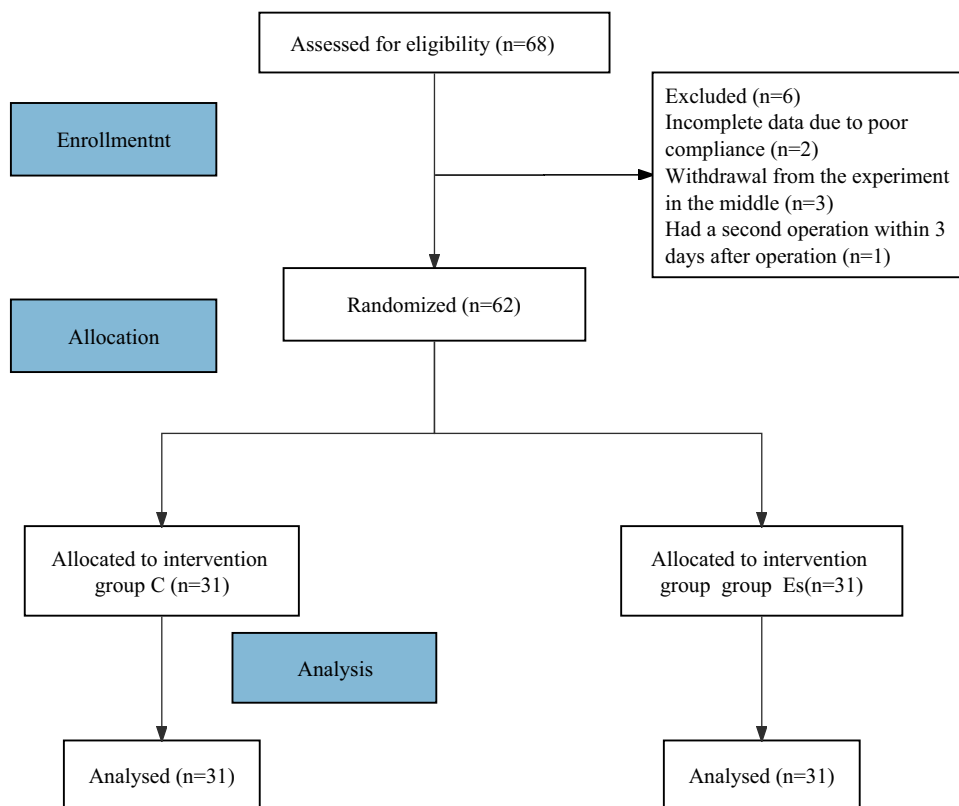 Assessed for eligibility (n=68)
Excluded (n=6)
Incomplete data due to poor
compliance (n=2)
Withdrawal from the experiment
in the middle (n=3)
Had a second operation within 3
days after operation (n=1)
Enrollmentnt
Randomized (n=62)
Allocation
Allocated to intervention
group C (n=31)
Allocated to intervention
group group Es(n=31)
Analysis
Analysed (n=31)
Analysed (n=31)